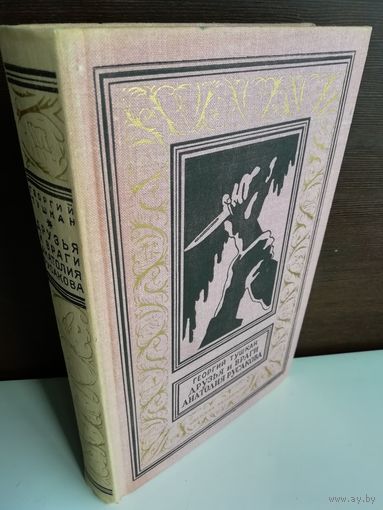 ГЕОРГИЙ
ТУШКАН
ДРУЗЬЯ
И ВРАГИ
АНАТОЛИЯ
РУСАКОВА
ГЕОРГИЙ ТУШКАН
ДРУЗЬЯ И ВРАГИ
АНАТОЛИЯ РУСАКОВА
www.ay.by